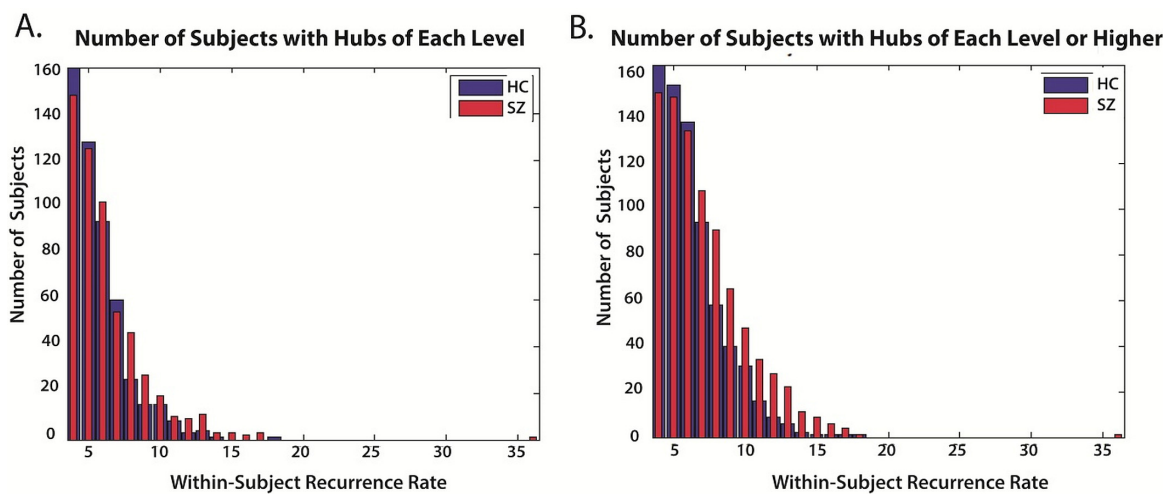 A.
Number of Subjects with Hubs of Each Level
160
140
120
100
80
60
40
20
0
Number of Subjects
HC
SZ
5 10 15 20 25 30 35
Within-Subject Recurrence Rate
B.
Number of Subjects with Hubs of Each Level or Higher
160
140
120
100
80
60
40
20
0
Number of Subjects
HC
SZ
5 10 15 20 25 30 35
Within-Subject Recurrence Rate